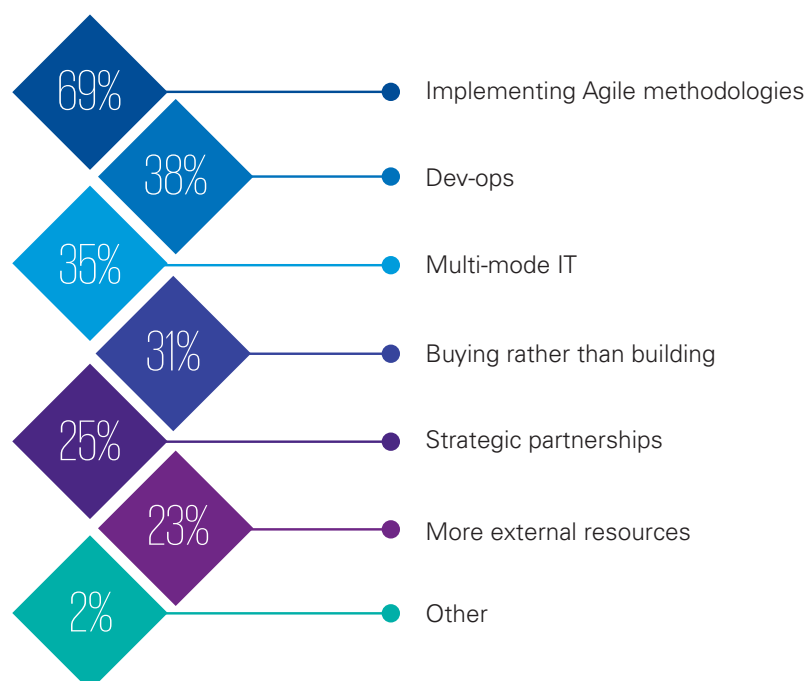 69% Implementing Agile methodologies
38% Dev-ops
35% Multi-mode IT
31% Buying rather than building
25% Strategic partnerships
23% More external resources
2% Other